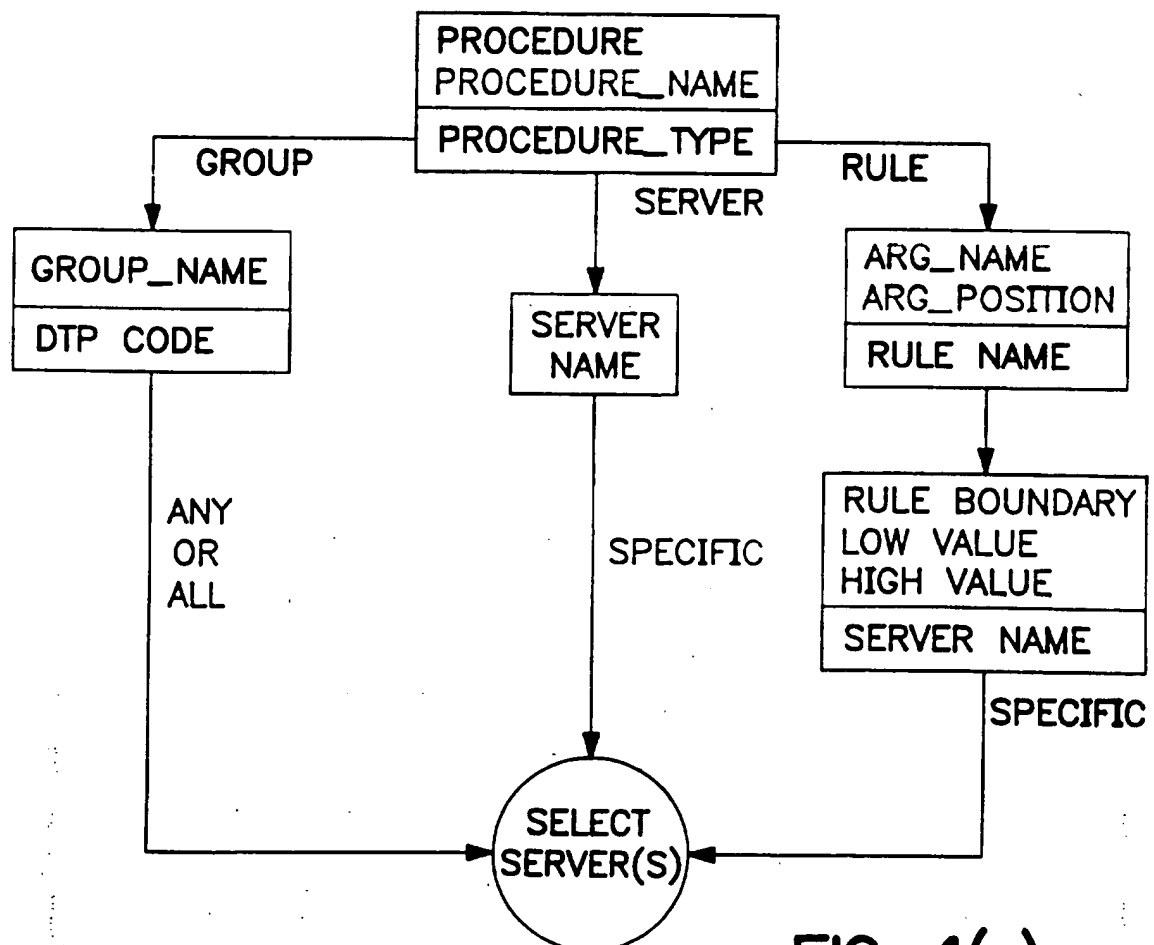 PROCEDURE
PROCEDURE_NAME
PROCEDURE_TYPE
GROUP
SERVER
RULE
GROUP_NAME
DTP CODE
SERVER
NAME
ARG_NAME
ARG_POSITION
RULE NAME
RULE BOUNDARY
LOW VALUE
HIGH VALUE
SERVER NAME
ANY
OR
ALL
SPECIFIC
SPECIFIC
SELECT
SERVER(S)